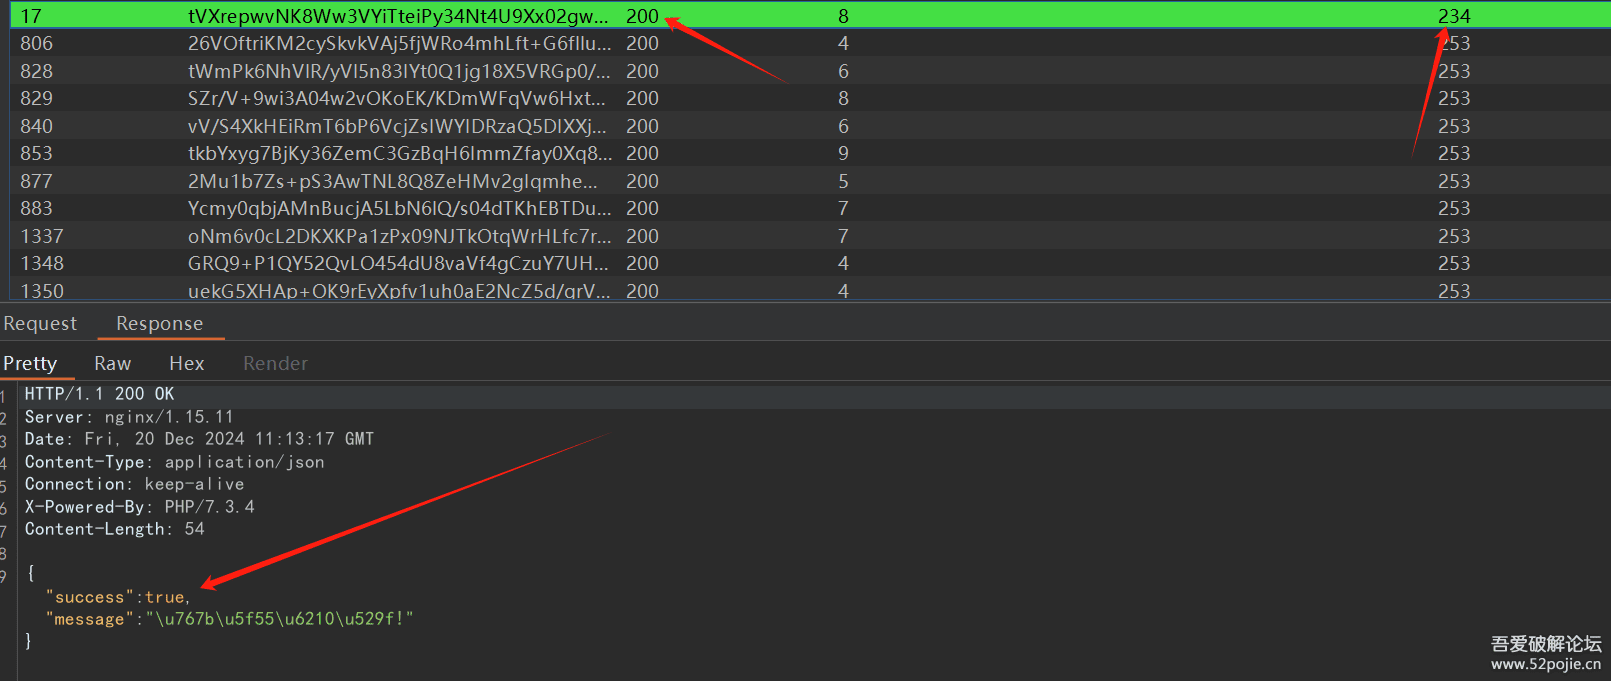 17 tVXrepwvNK8Ww3VYiTteiPy34Nt4U9Xx02gw... 200 8 234
806 26VOftriKM2cySkvkVAj5fjWRo4mhLft+G6fllu... 200 4 253
828 tWmPk6NhVlR/yVl5n83lYt0Q1jg18X5VRGp0/... 200 6 253
829 SZr/V+9wi3A04w2vOKoEK/KDmWFqVw6Hxt... 200 8 253
840 vV/S4XkHEiRmT6bP6VcjZsIWYIDRzaQ5DlXXj... 200 6 253
853 tkbYxyg7BjKy36ZemC3GzBqH6ImmZfay0Xq8... 200 9 253
877 2Mu1b7Zs+pS3AwTNL8Q8ZeHMv2gIqmhe... 200 5 253
883 Ycmy0qbjAMnBucjA5LbN6lQ/s04dTKhEBTDu... 200 7 253
1337 oNm6v0cL2DKXKPa1zPx09NJTkOtqWrHLfc7r... 200 7 253
1348 GRQ9+P1QY52QvLO454dU8vaVf4gCzuY7UH... 200 4 253
1350 uekG5XHAp+OK9rEyXpfv1uh0aE2NcZ5d/qrV... 200 4 253
Request Response
Pretty Raw Hex Render
1 HTTP/1.1 200 OK
2 Server: nginx/1.15.11
3 Date: Fri, 20 Dec 2024 11:13:17 GMT
4 Content-Type: application/json
5 Connection: keep-alive
6 X-Powered-By: PHP/7.3.4
7 Content-Length: 54
8
9 {
"success":true,
"message":"\u767b\u5f55\u6210\u529f!"
}
吾爱破解论坛
www.52pojie.cn